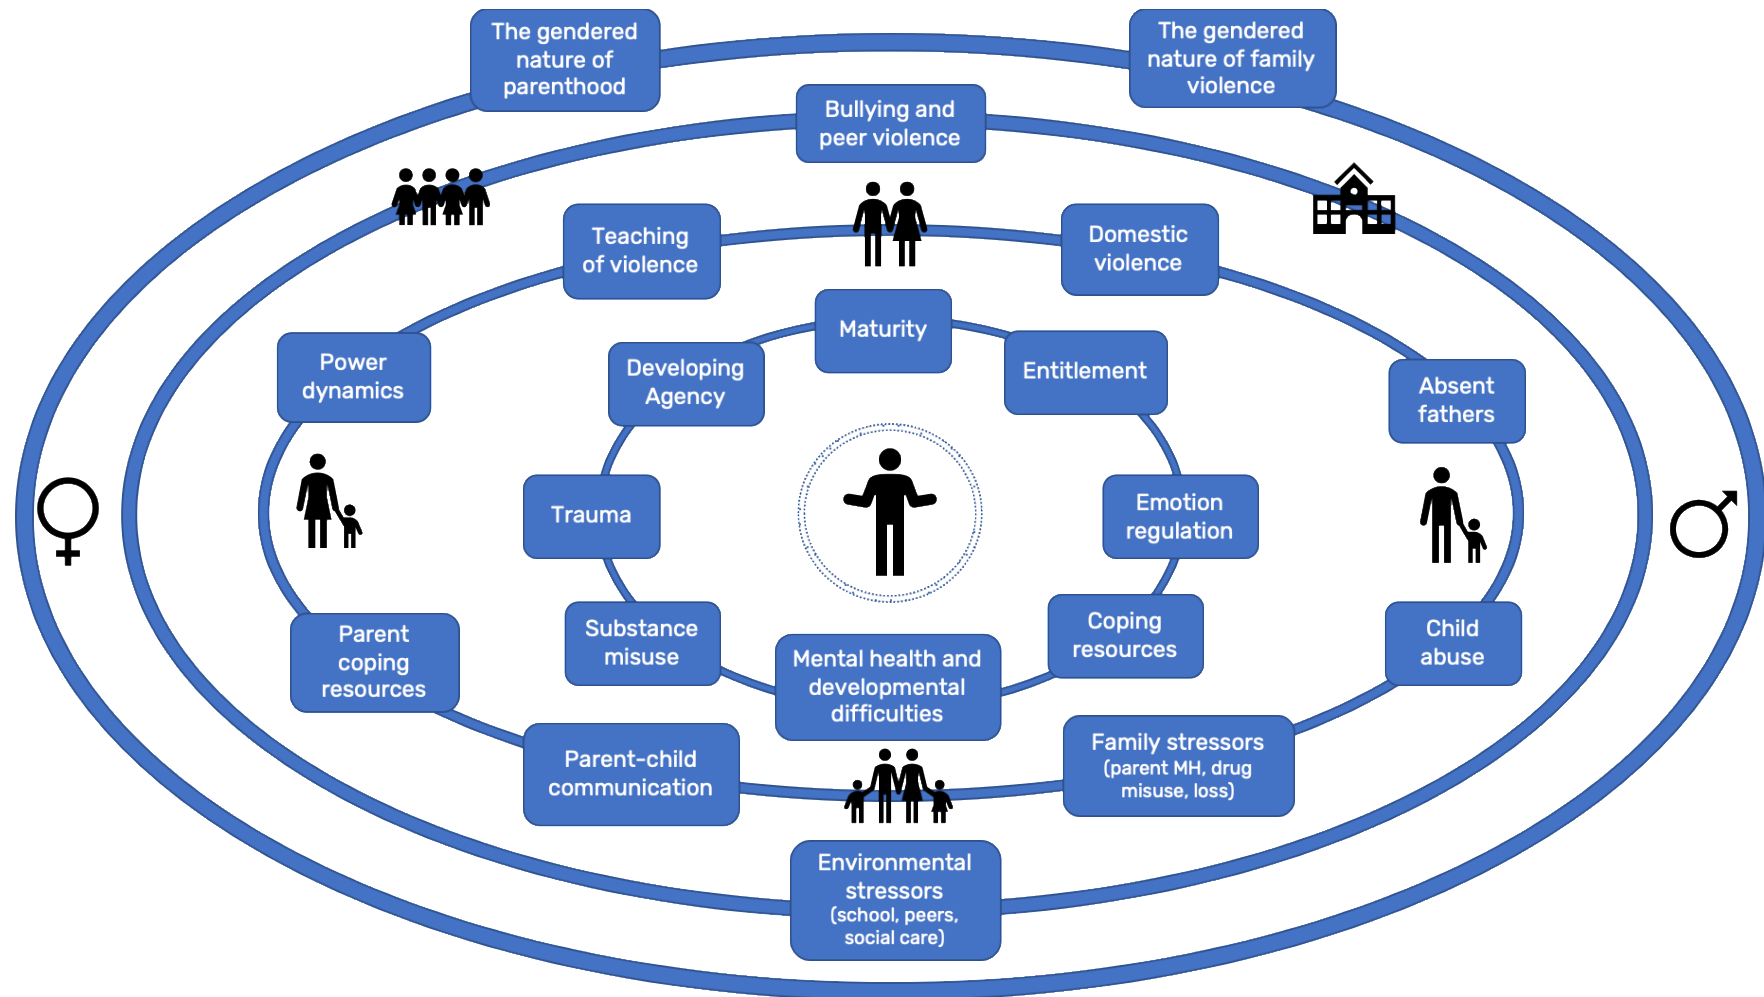 The gendered
nature of
parenthood
The gendered
nature of family
violence
Bullying and
peer violence
Teaching
of violence
Domestic
violence
Maturity
Power
dynamics
Developing
Agency
Entitlement
Absent
fathers
Trauma
Emotion
regulation
Parent
coping
resources
Substance
misuse
Mental health and
developmental
difficulties
Coping
resources
Child
abuse
Parent-child
communication
Family stressors
(parent MH, drug
misuse, loss)
Environmental
stressors
(school, peers,
social care)